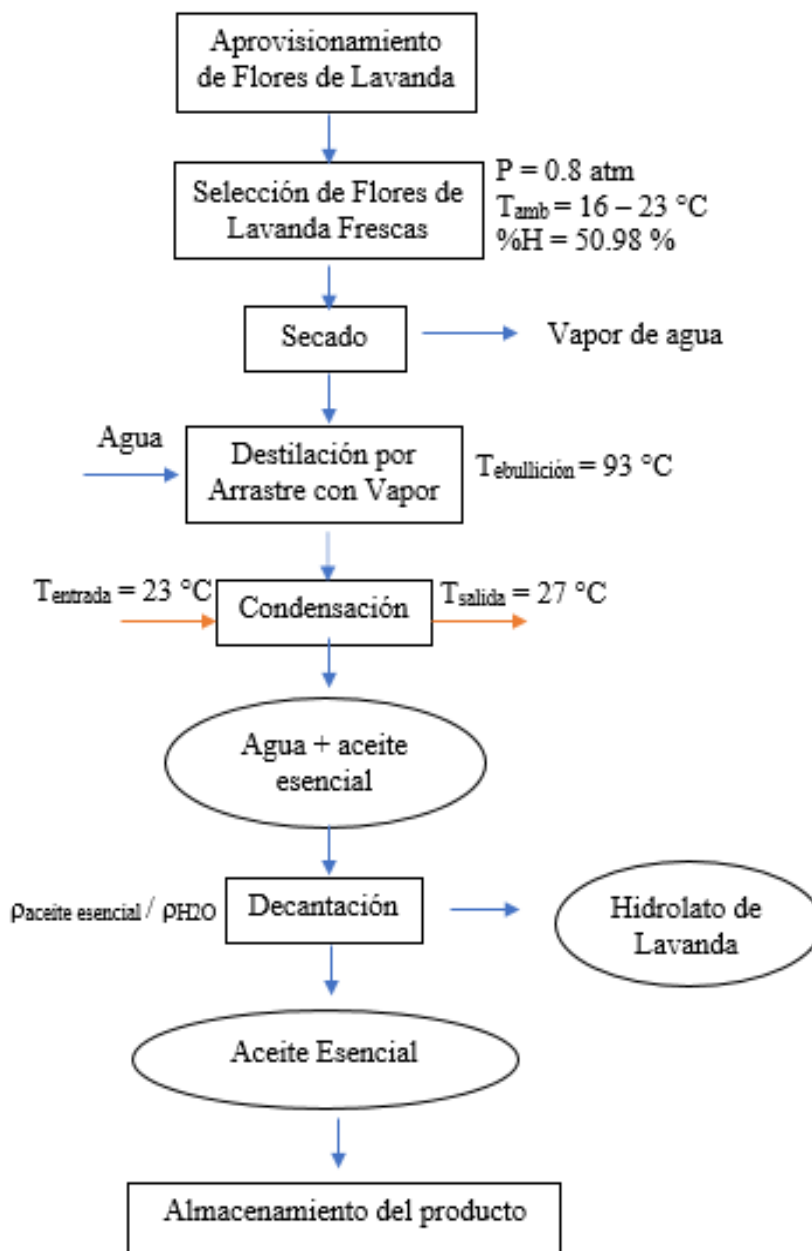 Aprovisionamiento
de Flores de Lavanda
Selección de Flores de
Lavanda Frescas
P = 0.8 atm
Tamb = 16 – 23 °C
%H = 50.98 %
Secado
Vapor de agua
Agua
Destilación por
Arrastre con Vapor
Tebullición = 93 °C
Tentrada = 23 °C
Condensación
Tsalida = 27 °C
Agua + aceite
esencial
ρaceite esencial / ρH2O
Decantación
Hidrolato de
Lavanda
Aceite Esencial
Almacenamiento del producto